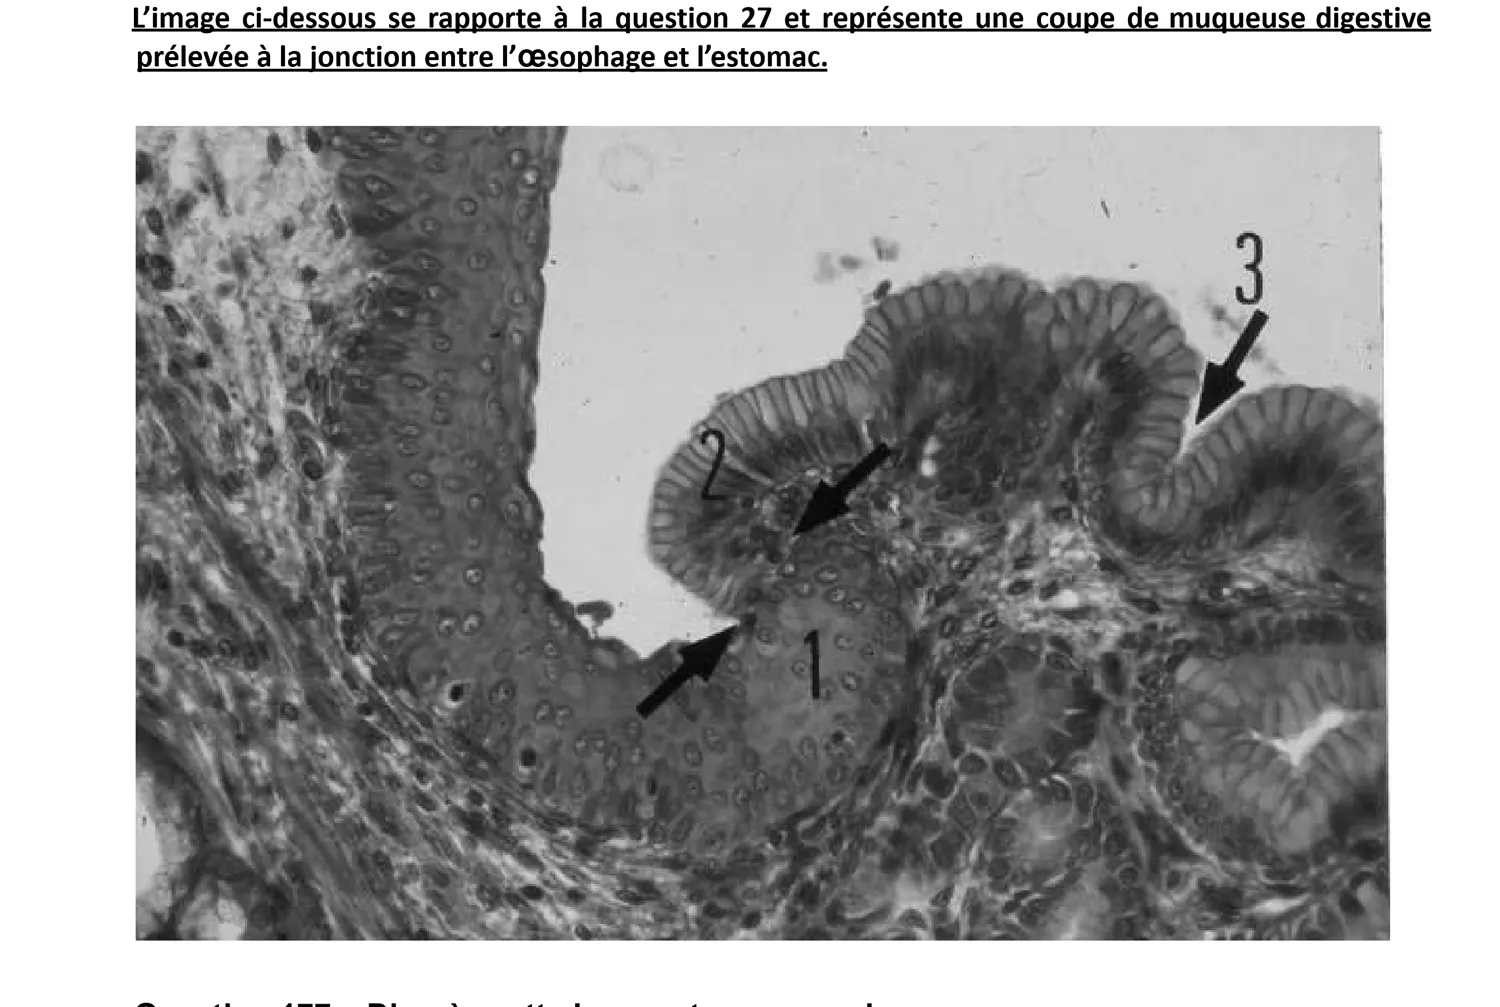 L’image ci-dessous se rapporte à la question 27 et représente une coupe de muqueuse digestive
prélevée à la jonction entre l’œsophage et l’estomac.
3
2
1